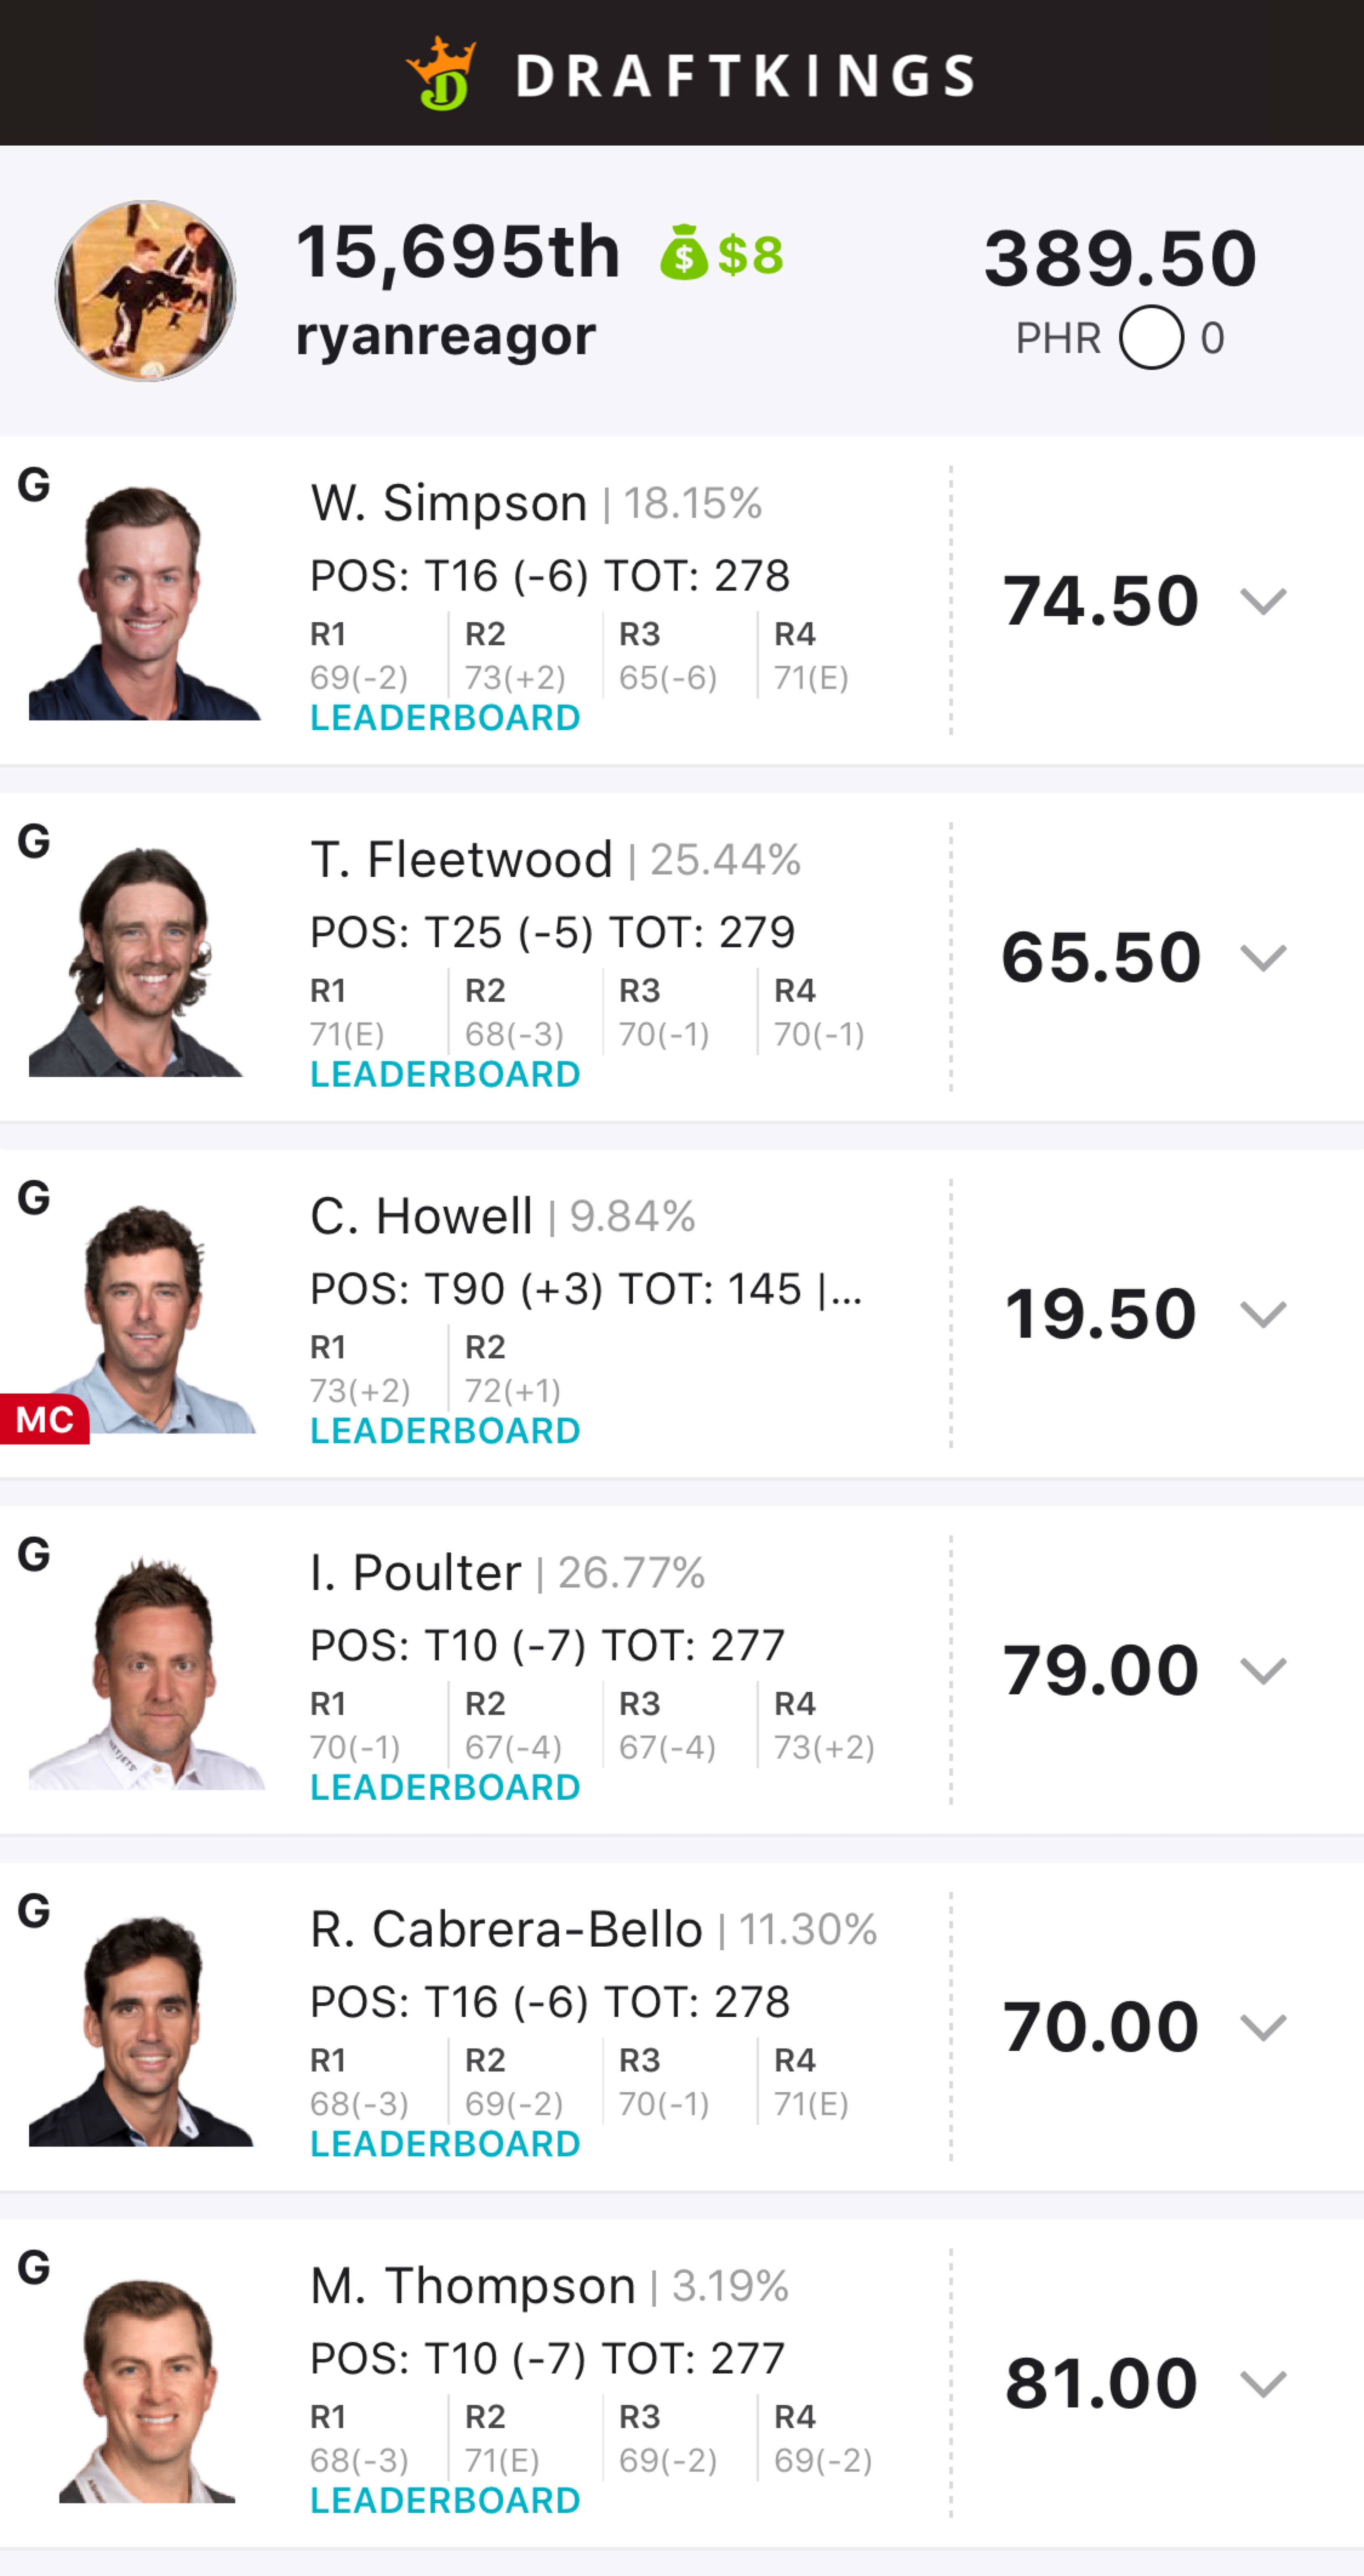 DRAFTKINGS
15,695th $8
ryanreagor
389.50
PHR 0
G
W. Simpson | 18.15%
POS: T16 (-6) TOT: 278
R1 R2 R3 R4
69(-2) 73(+2) 65(-6) 71(E)
LEADERBOARD
74.50
G
T. Fleetwood | 25.44%
POS: T25 (-5) TOT: 279
R1 R2 R3 R4
71(E) 68(-3) 70(-1) 70(-1)
LEADERBOARD
65.50
G
C. Howell | 9.84%
POS: T90 (+3) TOT: 145 |...
R1 R2
73(+2) 72(+1)
MC
LEADERBOARD
19.50
G
I. Poulter | 26.77%
POS: T10 (-7) TOT: 277
R1 R2 R3 R4
70(-1) 67(-4) 67(-4) 73(+2)
LEADERBOARD
79.00
G
R. Cabrera-Bello | 11.30%
POS: T16 (-6) TOT: 278
R1 R2 R3 R4
68(-3) 69(-2) 70(-1) 71(E)
LEADERBOARD
70.00
G
M. Thompson | 3.19%
POS: T10 (-7) TOT: 277
R1 R2 R3 R4
68(-3) 71(E) 69(-2) 69(-2)
LEADERBOARD
81.00